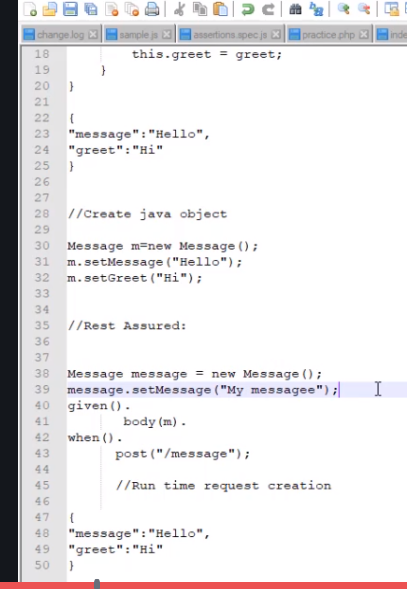 change.log
sample.js
assertions.spec.js
practice.php
inde
18 this.greet = greet;
19 }
20 }
21
22 {
23 "message":"Hello",
24 "greet":"Hi"
25 }
26
27
28 //Create java object
29
30 Message m=new Message();
31 m.setMessage("Hello");
32 m.setGreet("Hi");
33
34
35 //Rest Assured:
36
37
38 Message message = new Message();
39 message.setMessage("My messagee");
40 given().
41 body(m).
42 when().
43 post("/message");
44
45 //Run time request creation
46
47 {
48 "message":"Hello",
49 "greet":"Hi"
50 }